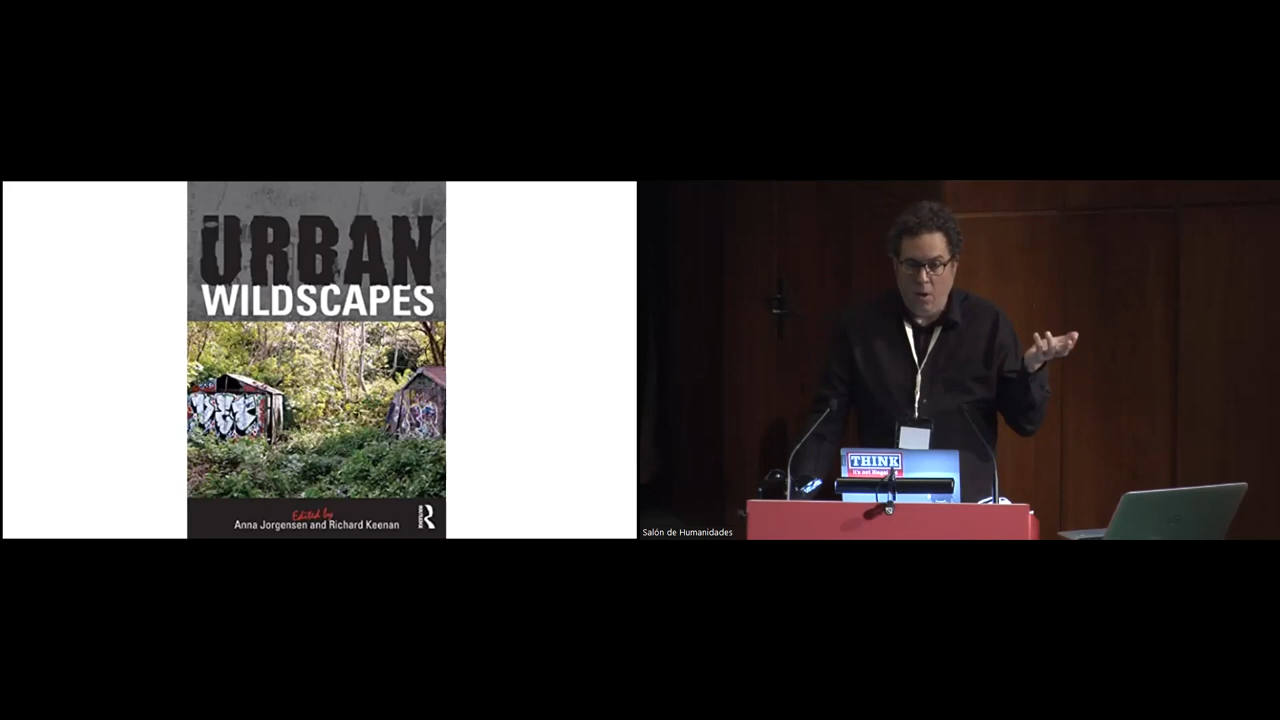 URBAN
WILDSCAPES
Edited by
Anna Jorgensen and Richard Keenan
THINK
Salón de Humanidades